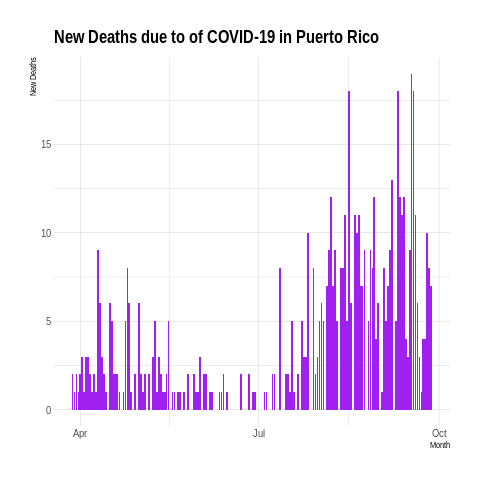 New Deaths due to of COVID-19 in Puerto Rico
New Deaths
15
10
5
0
Apr
Jul
Oct
Month